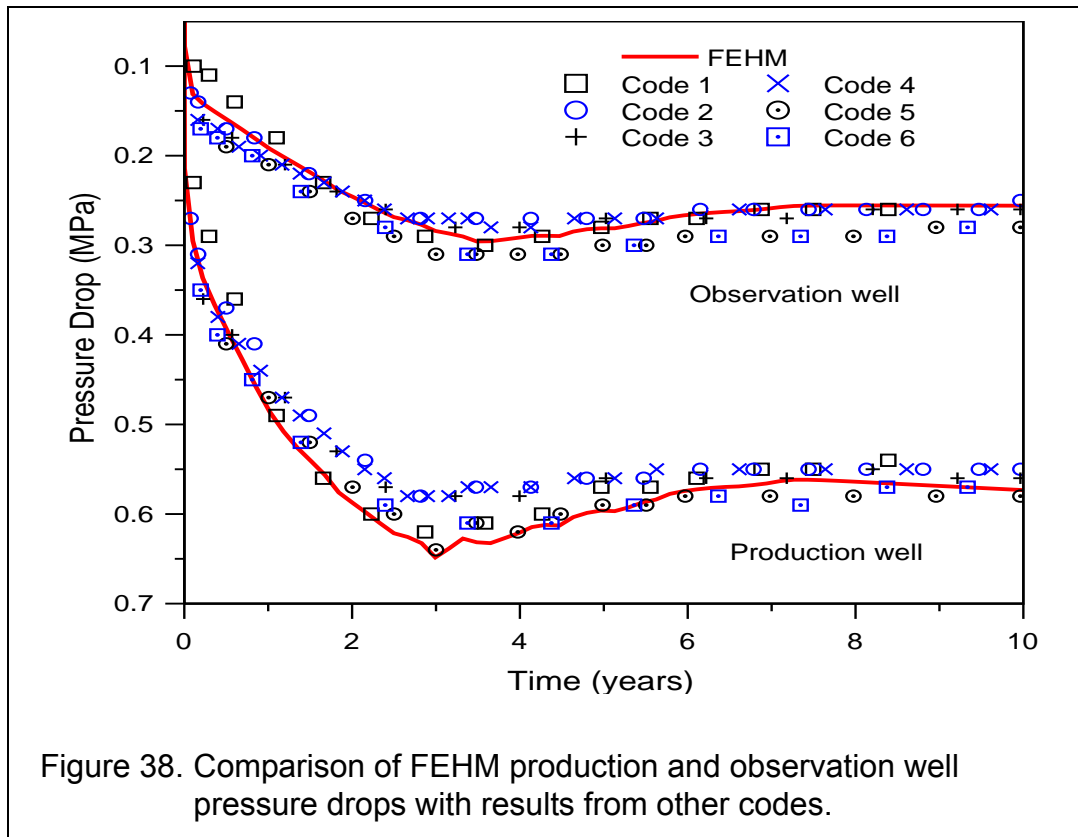 FEHM
Code 1
Code 4
Code 2
Code 5
Code 3
Code 6
0.1
0.2
0.3
0.4
0.5
0.6
0.7
Pressure Drop (MPa)
Observation well
Production well
0
2
4
6
8
10
Time (years)
Figure 38. Comparison of FEHM production and observation well
pressure drops with results from other codes.